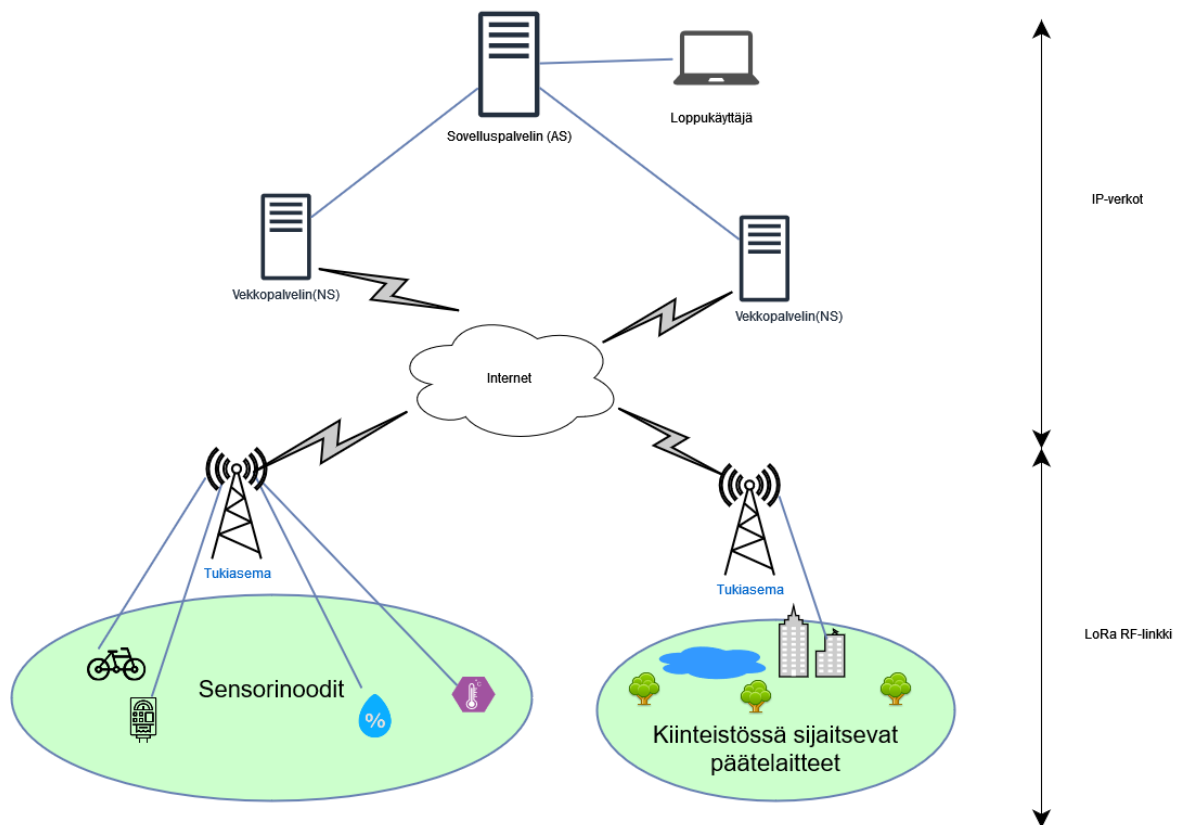 Loppukäyttäjä
Sovelluspalvelin (AS)
IP-verkot
Vekkopalvelin(NS)
Vekkopalvelin(NS)
Internet
Tukiasema
Tukiasema
LoRa RF-linkki
Sensorinoodit
%
°C
Kiinteistössä sijaitsevat
päätelaitteet